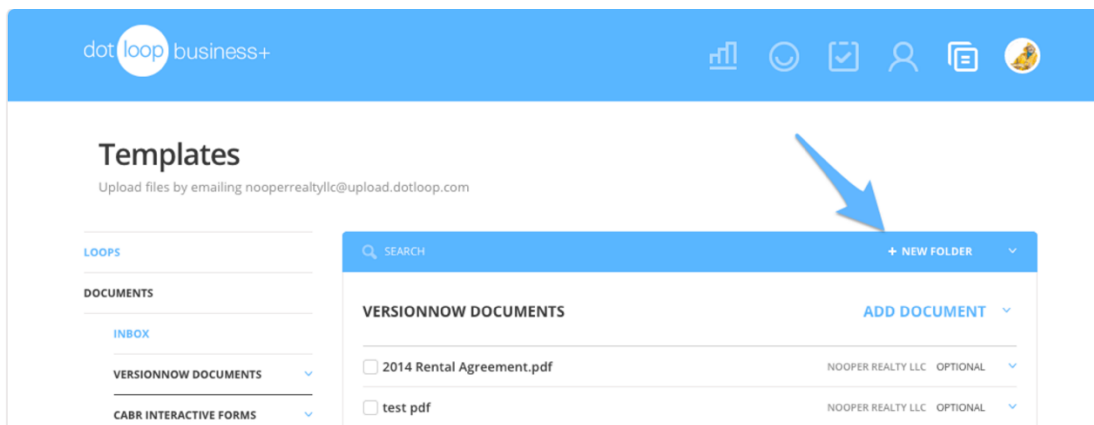 dot loop business+
Templates
Upload files by emailing nooperrealtyllc@upload.dotloop.com
LOOPS
DOCUMENTS
INBOX
VERSIONNOW DOCUMENTS
CABR INTERACTIVE FORMS
SEARCH
+ NEW FOLDER
VERSIONNOW DOCUMENTS
ADD DOCUMENT
2014 Rental Agreement.pdf
NOOPER REALTY LLC OPTIONAL
test pdf
NOOPER REALTY LLC OPTIONAL